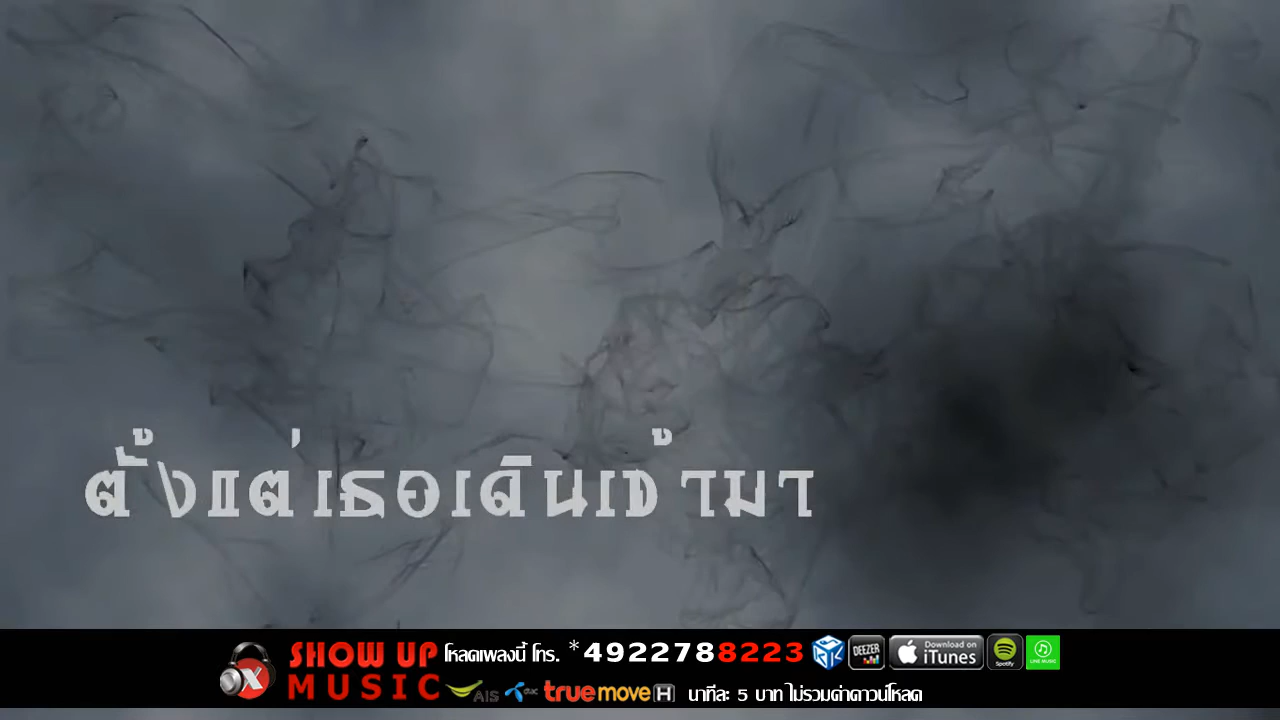 ตั้งแต่เธอเดินเข้ามา
SHOW UP โหลดเพลงนี้ โทร. *49227788223 DEEZER Download on iTunes Spotify LINE MUSIC
MUSIC AIS dtac truemove H นาทีละ 5 บาท ไม่รวมค่าดาวน์โหลด